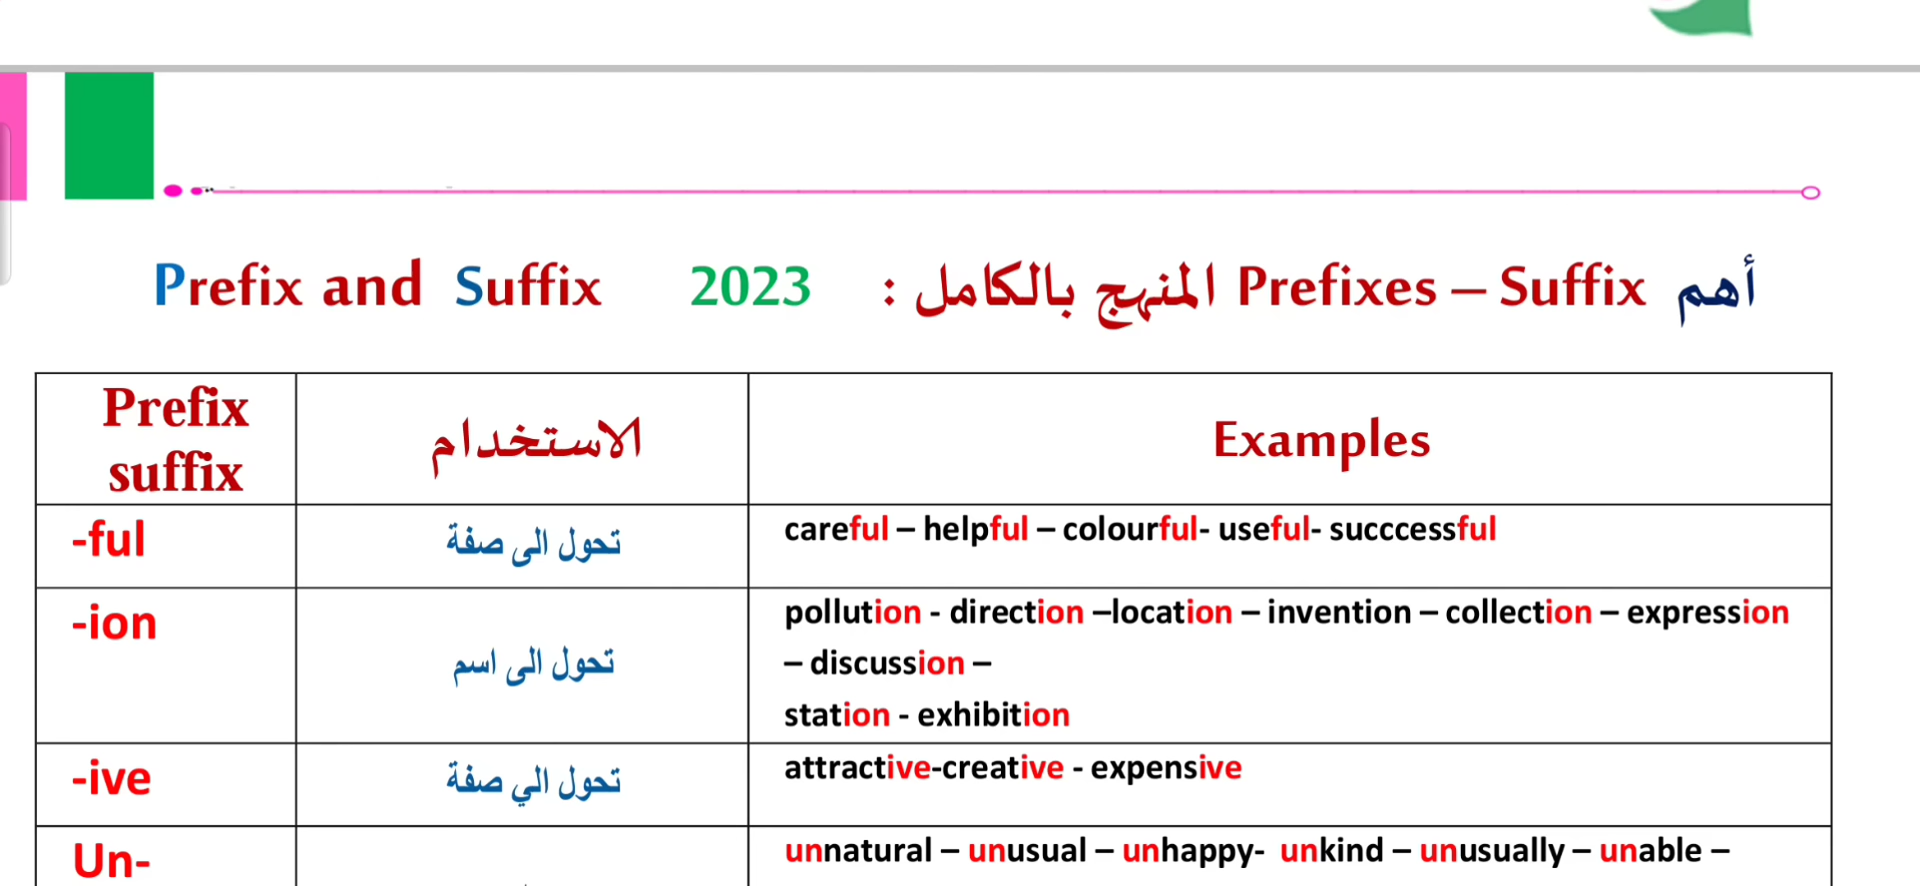 أهم Prefixes – Suffix المنهج بالكامل : 2023 Prefix and Suffix
Prefix suffix
الاستخدام
Examples
-ful
تحول الى صفة
careful – helpful – colourful- useful- succcessful
-ion
تحول الى اسم
pollution - direction –location – invention – collection – expression
– discussion –
station - exhibition
-ive
تحول الي صفة
attractive-creative - expensive
Un-
unnatural – unusual – unhappy- unkind – unusually – unable –